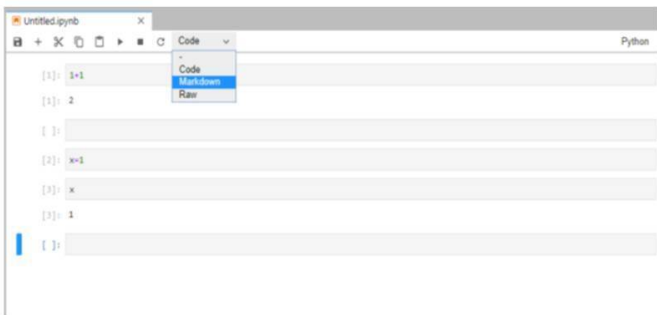 Untitled.ipynb
Code
Python
-
Code
Markdown
Raw
[1]: 1+1
[1]: 2
[ ]:
[2]: x=1
[3]: x
[3]: 1
[ ]: